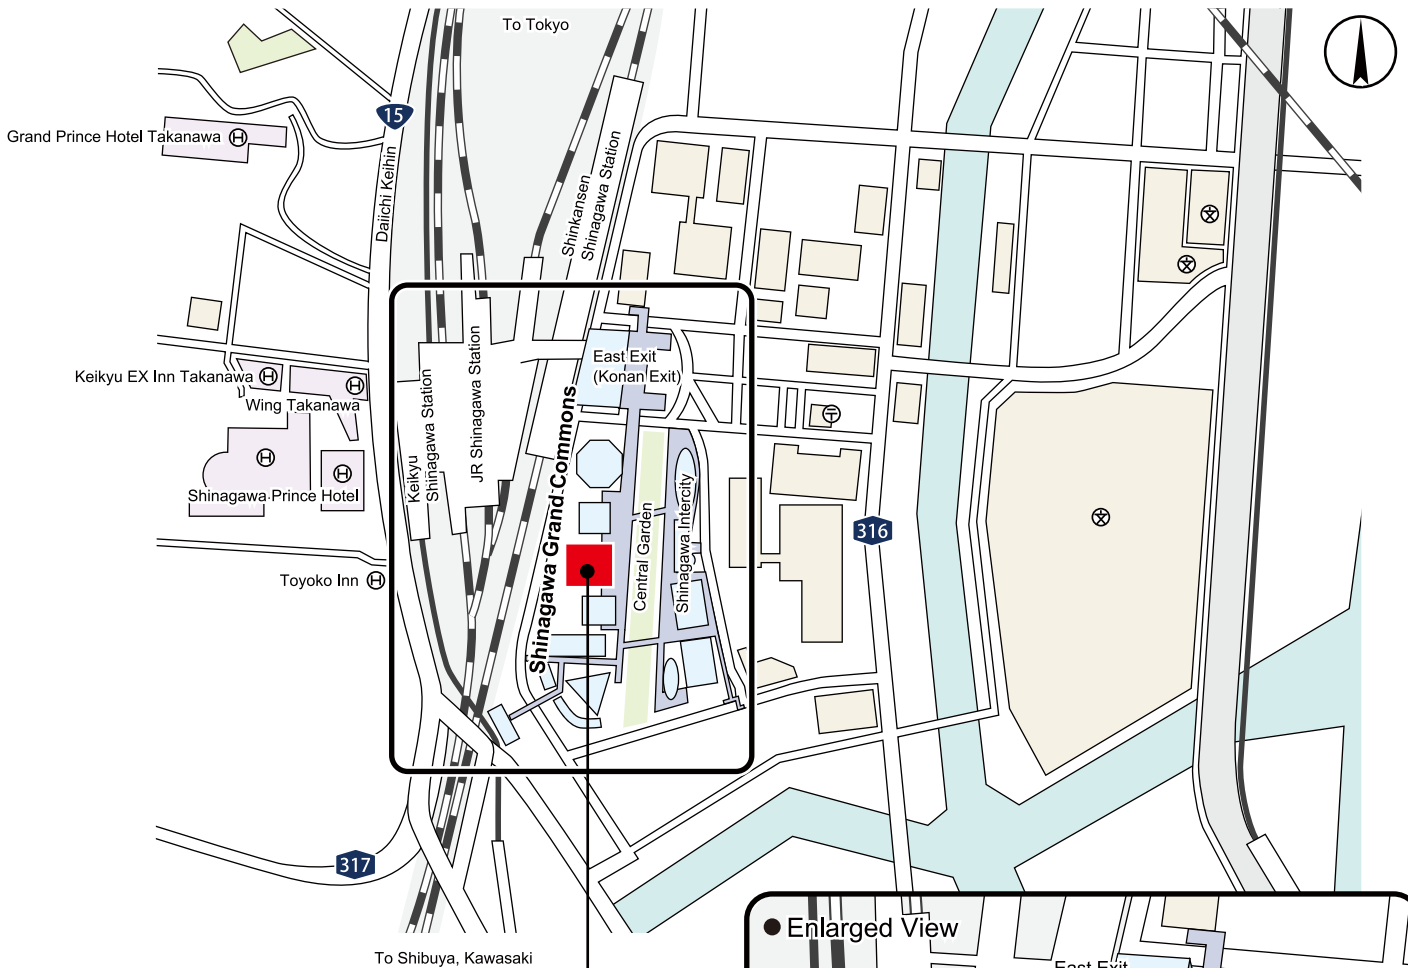 To Tokyo
15
Grand Prince Hotel Takanawa
H
Daiichi Keihin
Shinkansen
Shinagawa Station
Keikyu EX Inn Takanawa
H
H
Wing Takanawa
H
H
Shinagawa Prince Hotel
Keikyu
Shinagawa Station
JR Shinagawa Station
East Exit
(Konan Exit)
Shinagawa Grand Commons
Central Garden
Shinagawa Intercity
316
Toyoko Inn
H
317
To Shibuya, Kawasaki
Enlarged View
East Exit